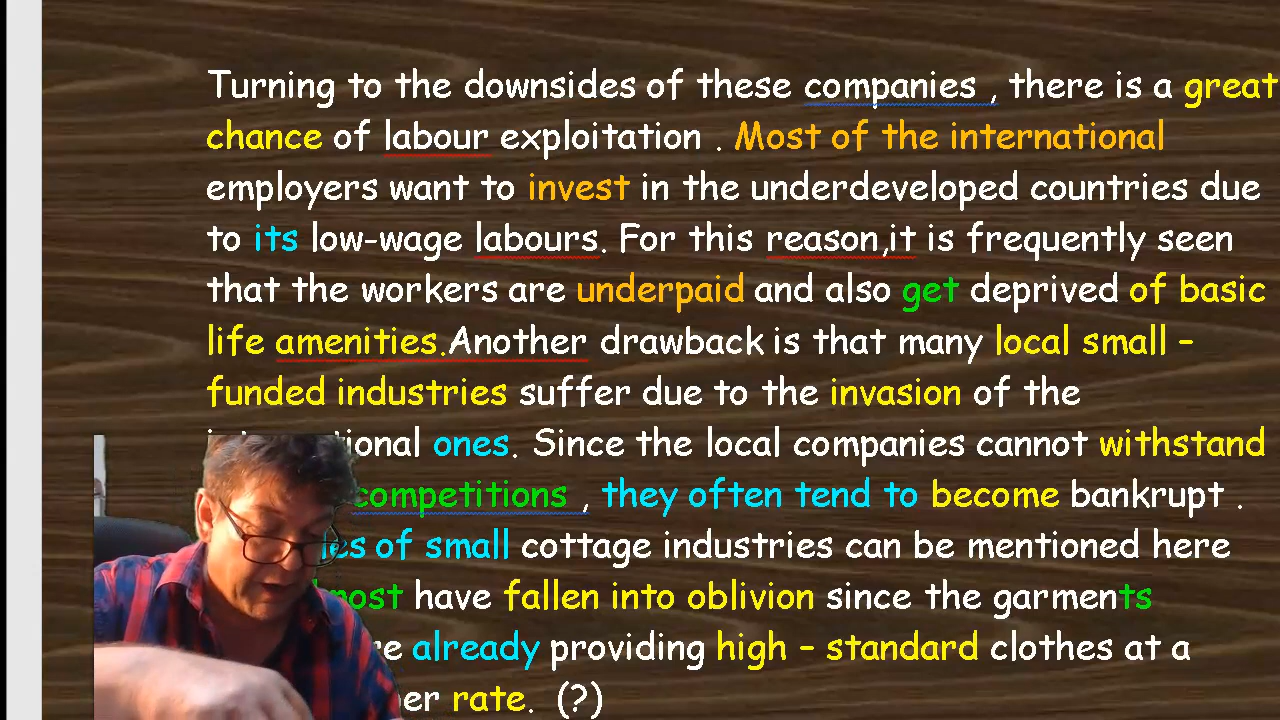 Turning to the downsides of these companies , there is a great
chance of labour exploitation . Most of the international
employers want to invest in the underdeveloped countries due
to its low-wage labours. For this reason,it is frequently seen
that the workers are underpaid and also get deprived of basic
life amenities.Another drawback is that many local small –
funded industries suffer due to the invasion of the
ones. Since the local companies cannot withstand
competitions , they often tend to become bankrupt .
of small cottage industries can be mentioned here
have fallen into oblivion since the garments
already providing high – standard clothes at a
rate. (?)